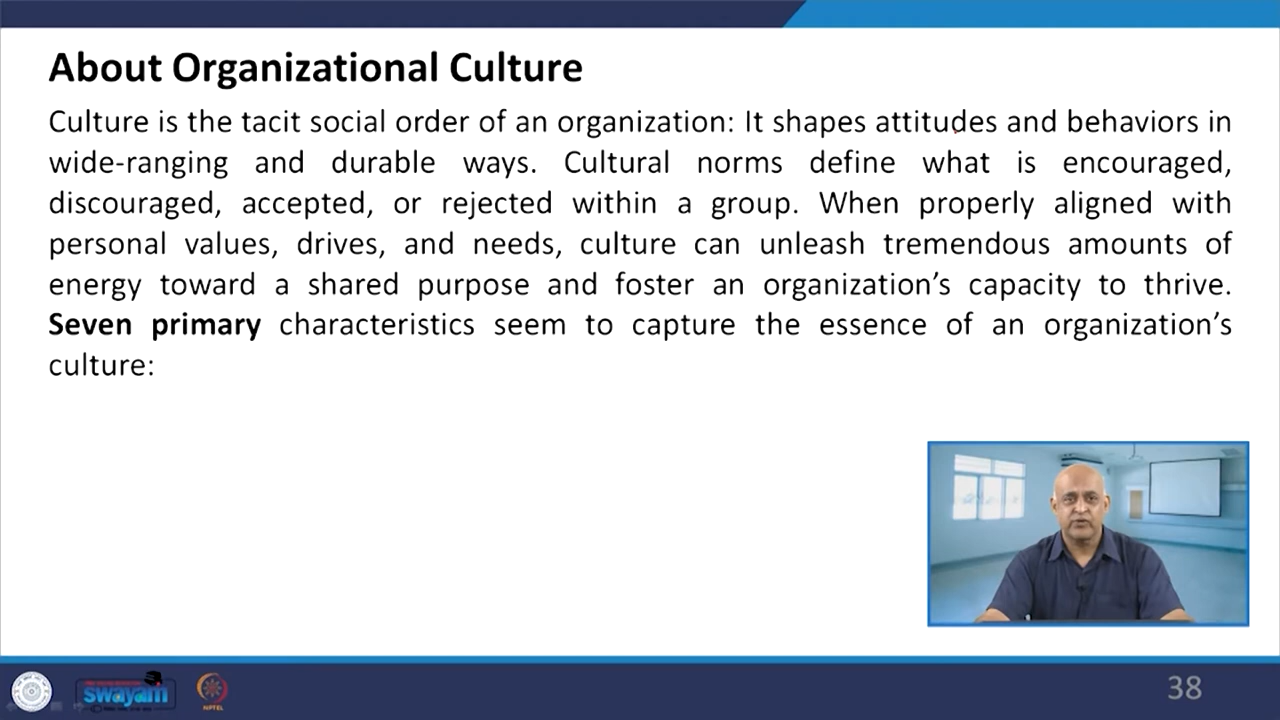 About Organizational Culture
Culture is the tacit social order of an organization: It shapes attitudes and behaviors in
wide-ranging and durable ways. Cultural norms define what is encouraged,
discouraged, accepted, or rejected within a group. When properly aligned with
personal values, drives, and needs, culture can unleash tremendous amounts of
energy toward a shared purpose and foster an organization’s capacity to thrive.
Seven primary characteristics seem to capture the essence of an organization’s
culture:
swayam
NPTEL
38